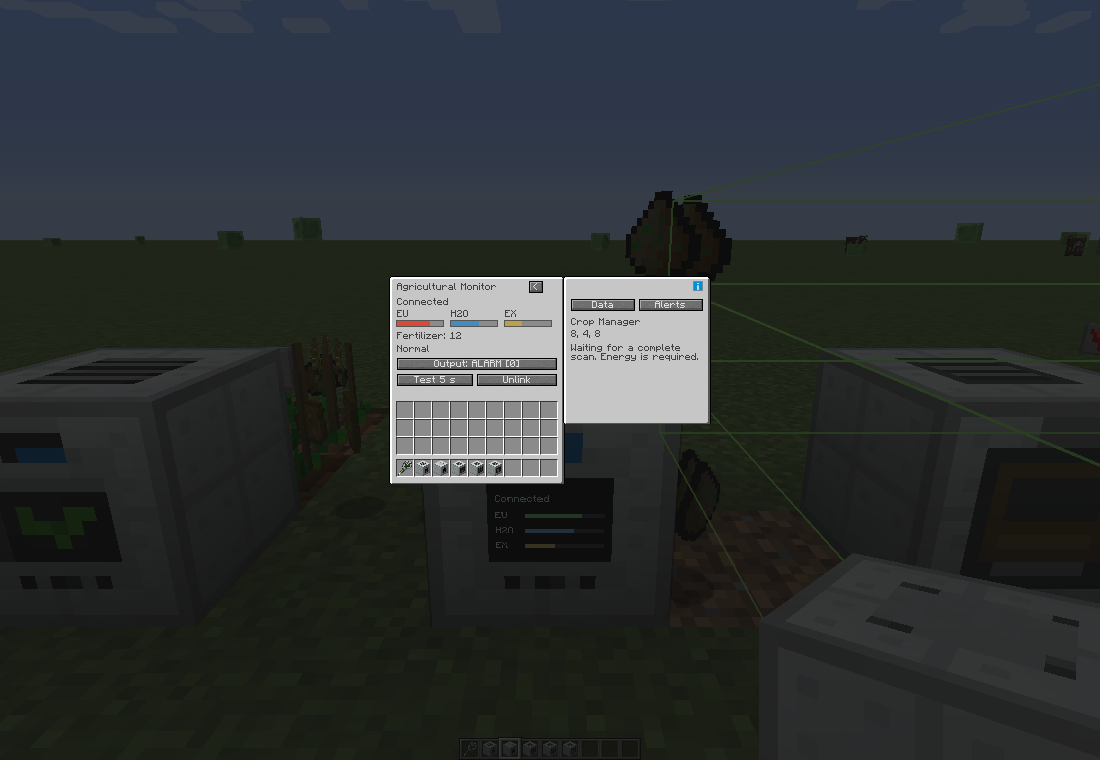 Agricultural Monitor
<
Connected
EU H2O EX
Fertilizer: 12
Normal
Output: ALARM [0]
Test 5 s
Unlink
i
Data
Alerts
Crop Manager
8, 4, 8
Waiting for a complete
scan. Energy is required.
Connected
EU
H2O
EX